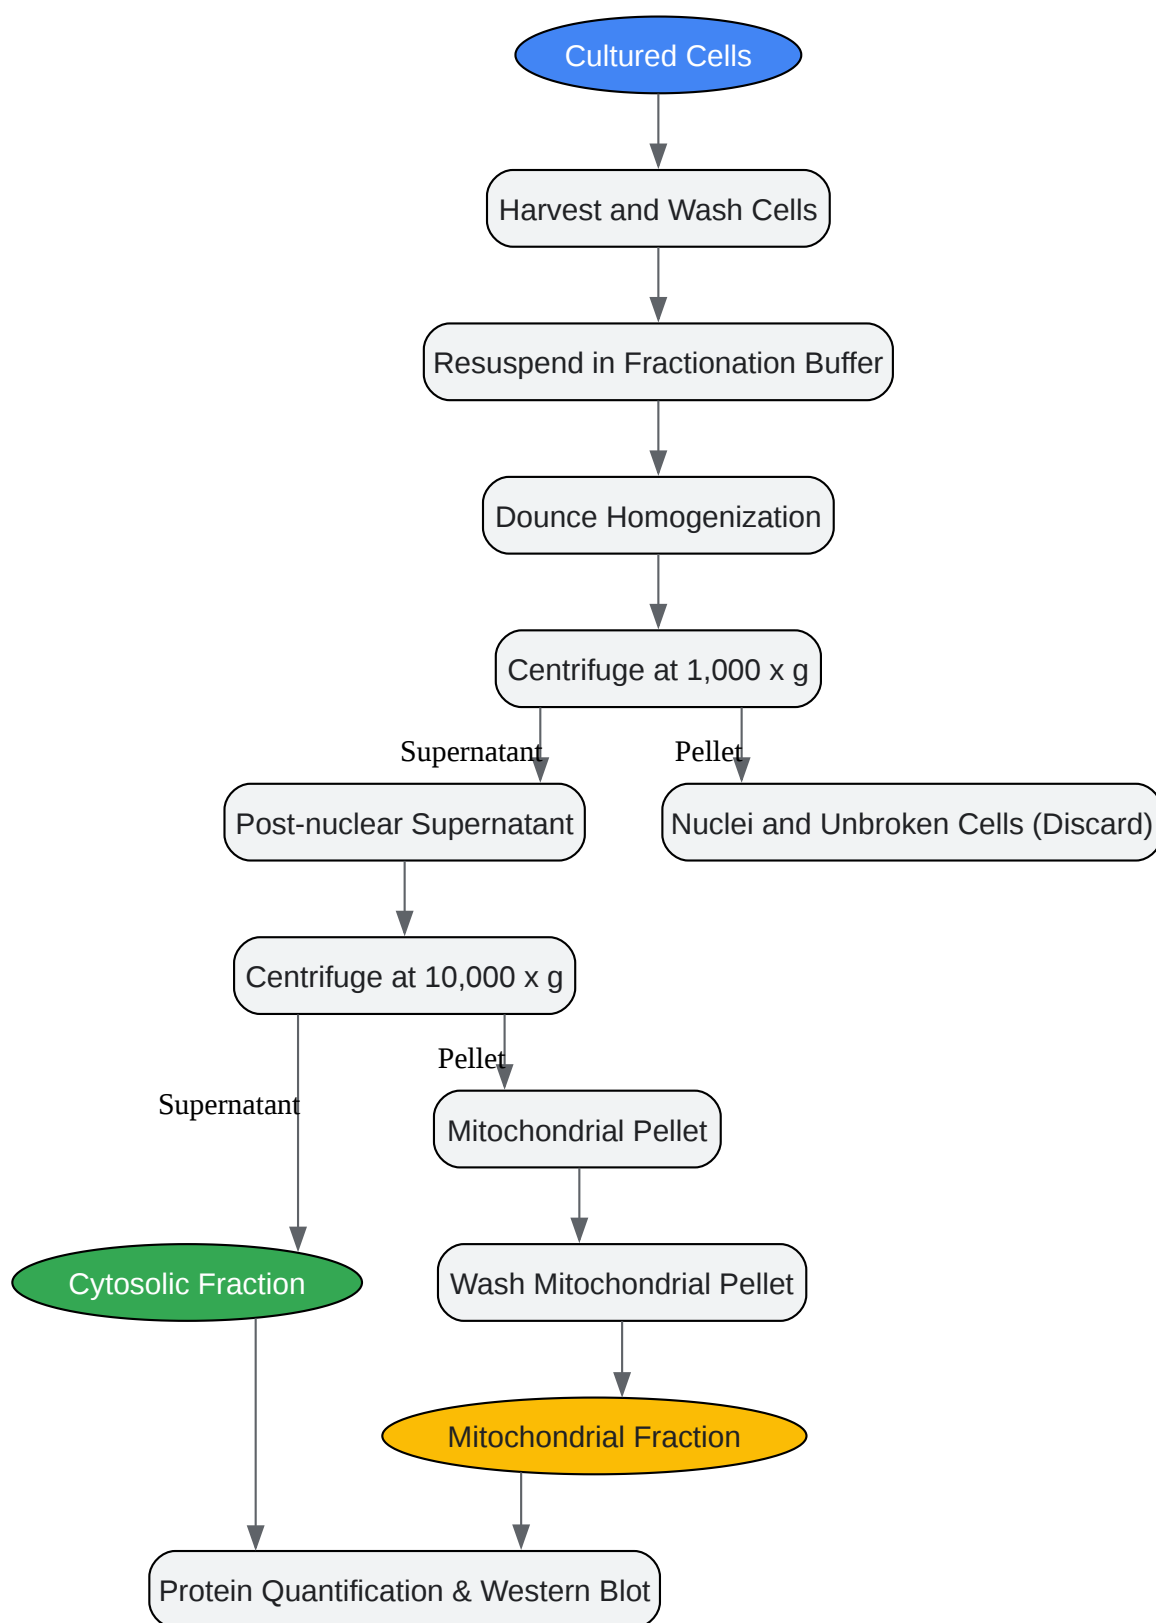 Cultured Cells
Harvest and Wash Cells
Resuspend in Fractionation Buffer
Dounce Homogenization
Centrifuge at 1,000 x g
Supernatant
Pellet
Post-nuclear Supernatant
Nuclei and Unbroken Cells (Discard)
Centrifuge at 10,000 x g
Pellet
Supernatant
Mitochondrial Pellet
Cytosolic Fraction
Wash Mitochondrial Pellet
Mitochondrial Fraction
Protein Quantification & Western Blot